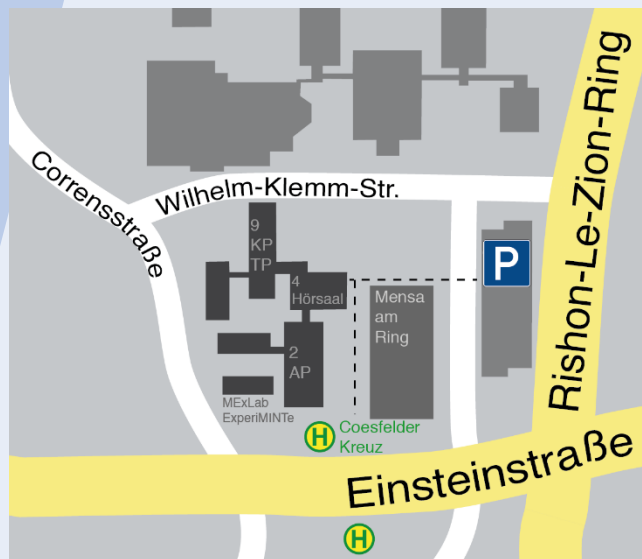 Rishon-Le-Zion-Ring
Corrensstraße
Wilhelm-Klemm-Str.
9
KP
TP
4
Hörsaal
P
Mensa
am
Ring
2
AP
MExLab
ExperiMINTe
H
Coesfelder
Kreuz
Einsteinstraße
H